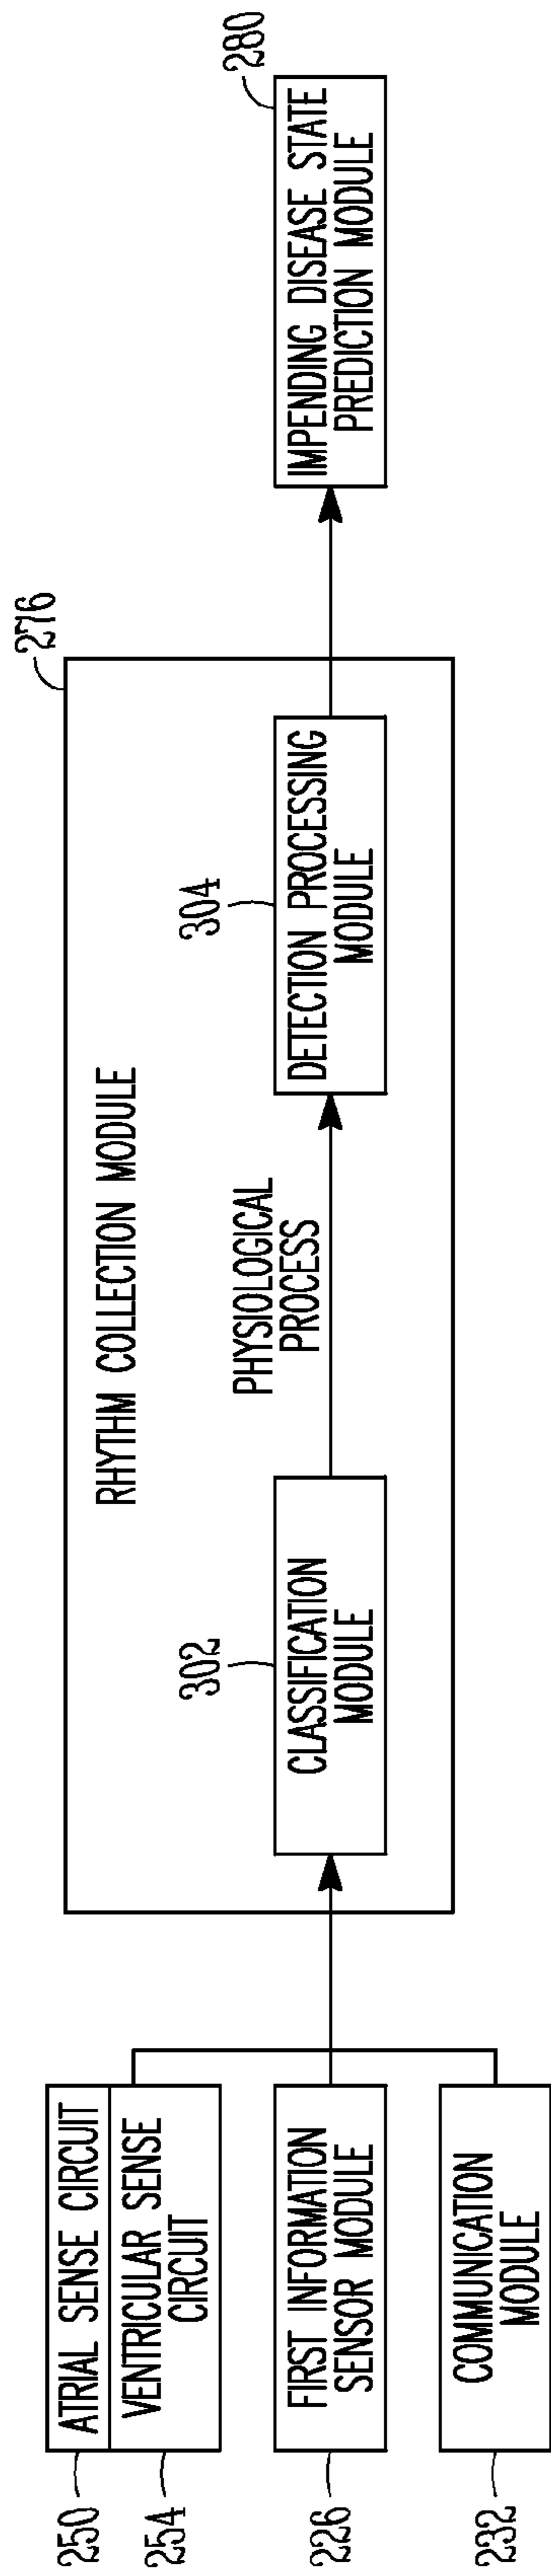 250
ATRIAL SENSE CIRCUIT
254
VENTRICULAR SENSE
CIRCUIT
226
FIRST INFORMATION
SENSOR MODULE
232
COMMUNICATION
MODULE
276
RHYTHM COLLECTION MODULE
302
CLASSIFICATION
MODULE
PHYSIOLOGICAL
PROCESS
304
DETECTION PROCESSING
MODULE
280
IMPENDING DISEASE STATE
PREDICTION MODULE